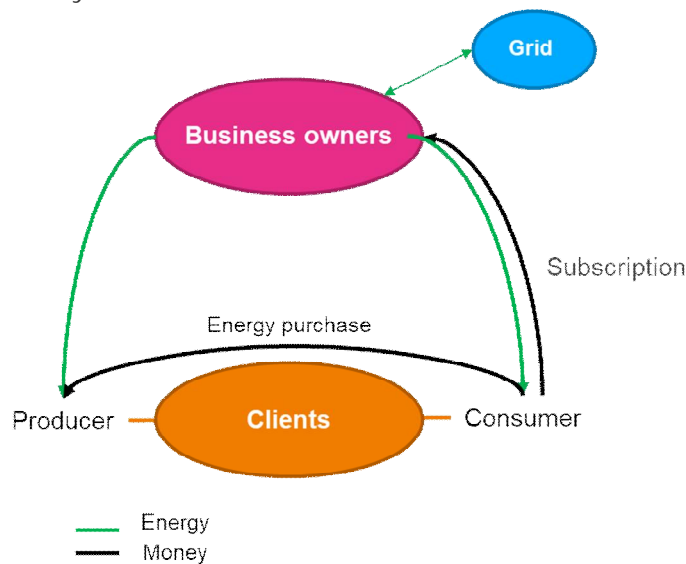 Grid
Business owners
Subscription
Energy purchase
Producer
Clients
Consumer
Energy
Money